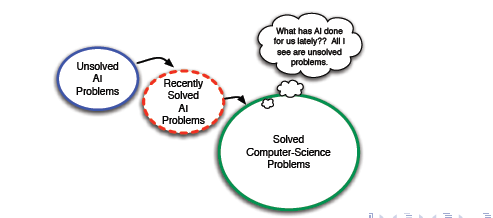 What has AI done
for us lately?? All I
see are unsolved
problems.
Unsolved
AI
Problems
Recently
Solved
AI
Problems
Solved
Computer-Science
Problems